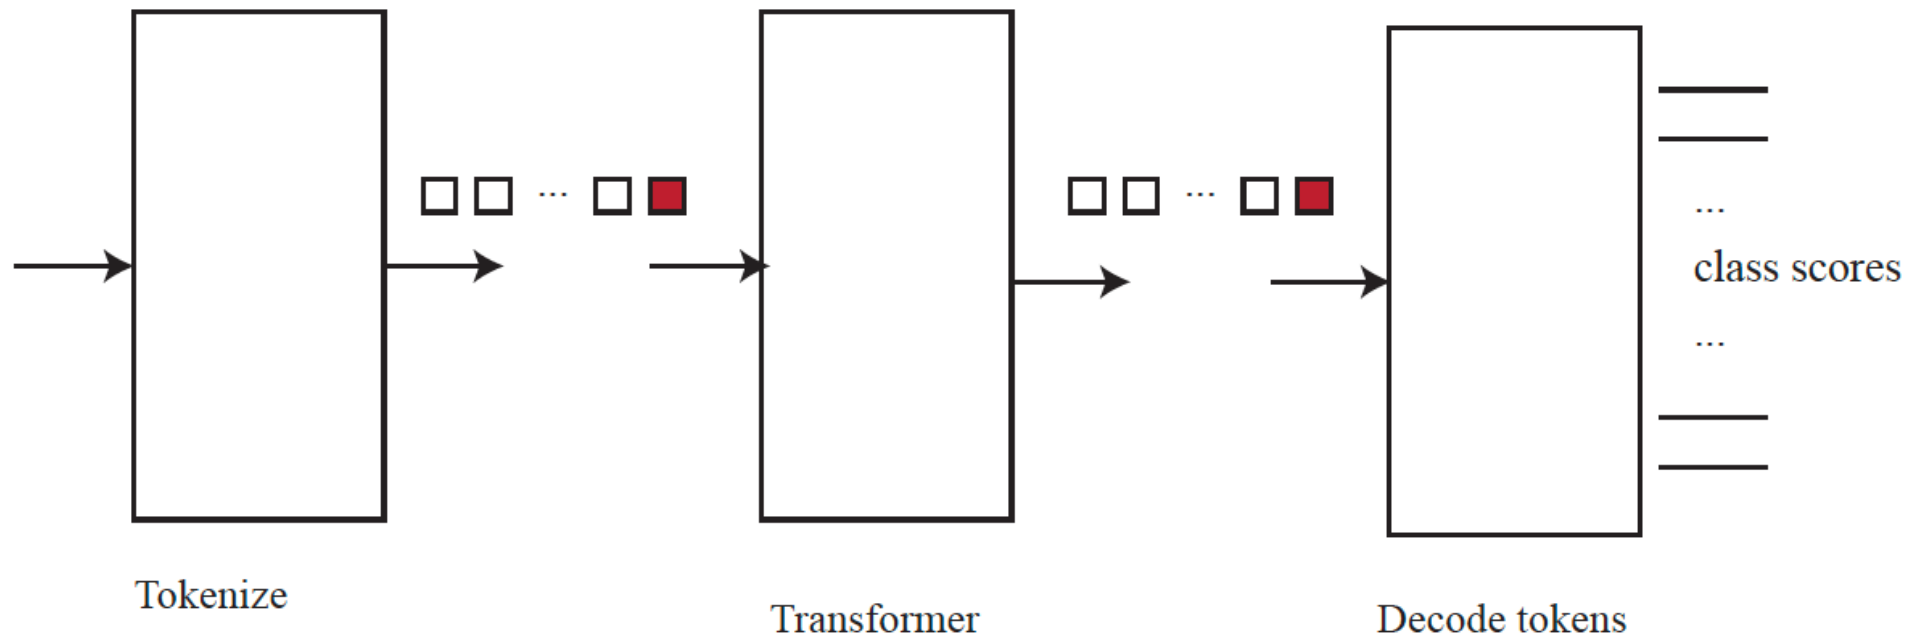 ...
...
...
class scores
...
Tokenize
Transformer
Decode tokens